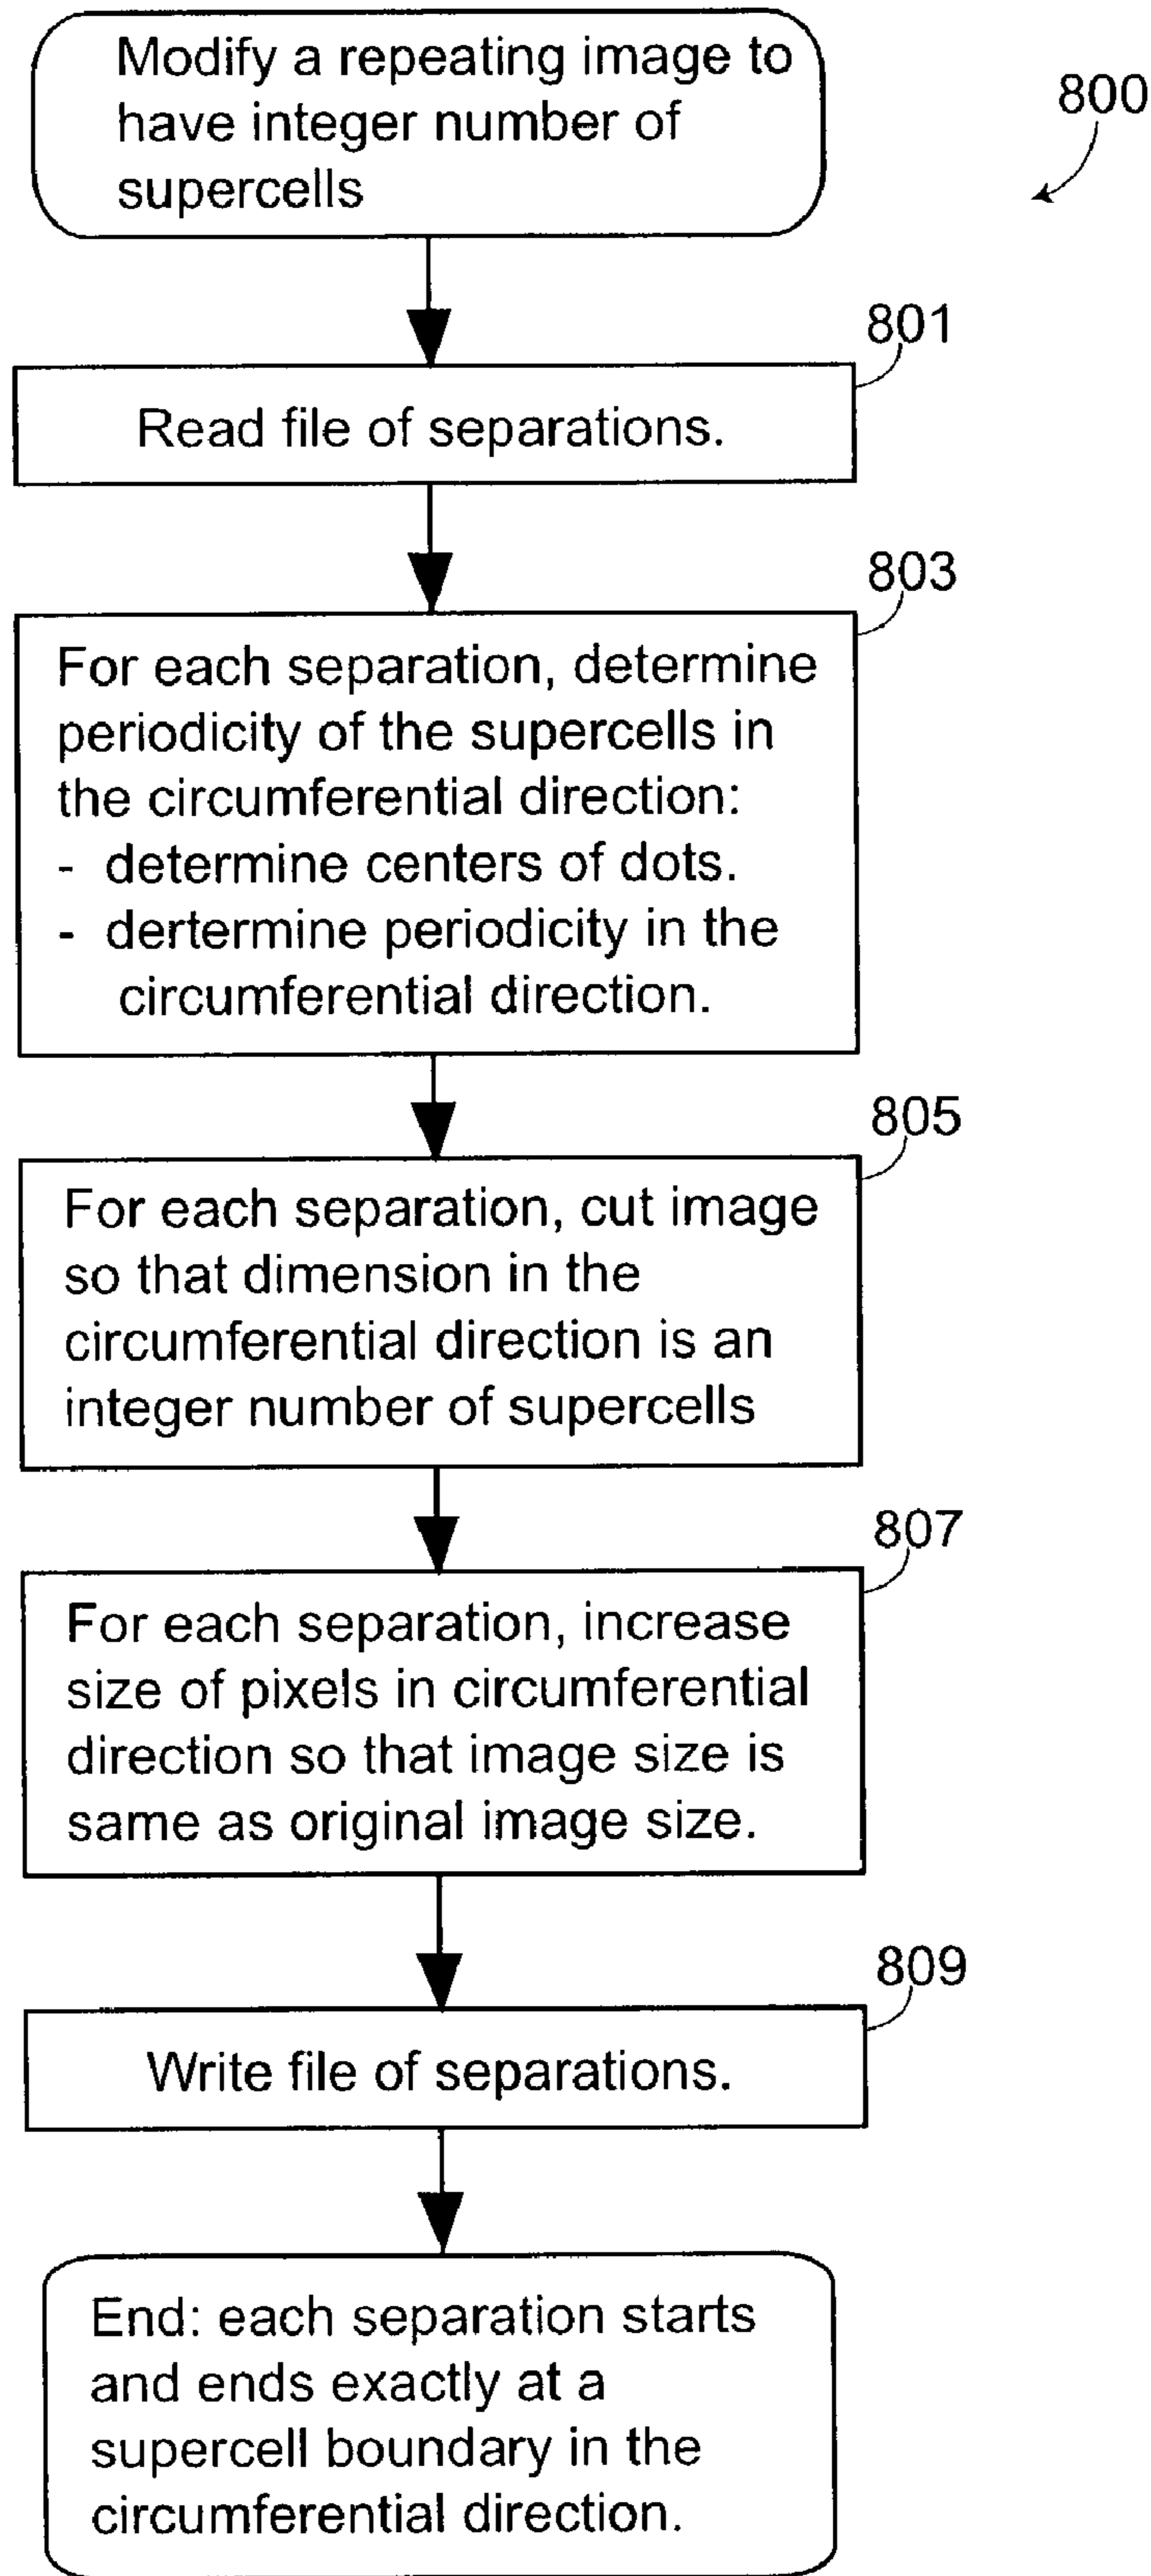 Modify a repeating image to
have integer number of
supercells
800
801
Read file of separations.
803
For each separation, determine
periodicity of the supercells in
the circumferential direction:
- determine centers of dots.
- dertermine periodicity in the
circumferential direction.
805
For each separation, cut image
so that dimension in the
circumferential direction is an
integer number of supercells
807
For each separation, increase
size of pixels in circumferential
direction so that image size is
same as original image size.
809
Write file of separations.
End: each separation starts
and ends exactly at a
supercell boundary in the
circumferential direction.